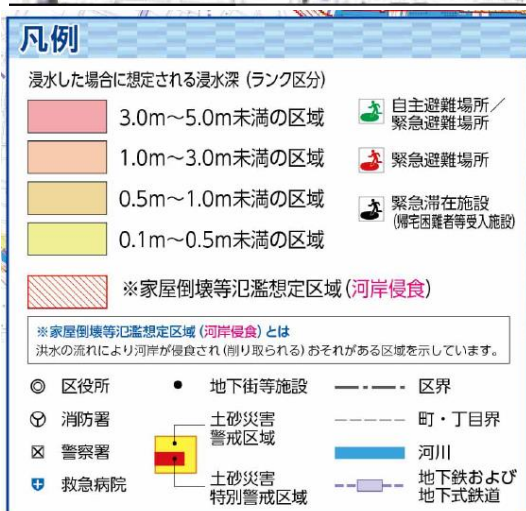 凡例
浸水した場合に想定される浸水深(ランク区分)
3.0m〜5.0m未満の区域
1.0m〜3.0m未満の区域
0.5m〜1.0m未満の区域
0.1m〜0.5m未満の区域
自主避難場所/
緊急避難場所
緊急避難場所
緊急滞在施設
(帰宅困難者等受入施設)
※家屋倒壊等氾濫想定区域(河岸侵食)
※家屋倒壊等氾濫想定区域(河岸侵食)とは
洪水の流れにより河岸が侵食され(削り取られる)おそれがある区域を示しています。
区役所
消防署
警察署
救急病院
地下街等施設
土砂災害
警戒区域
土砂災害
特別警戒区域
区界
町・丁目界
河川
地下鉄および
地下式鉄道